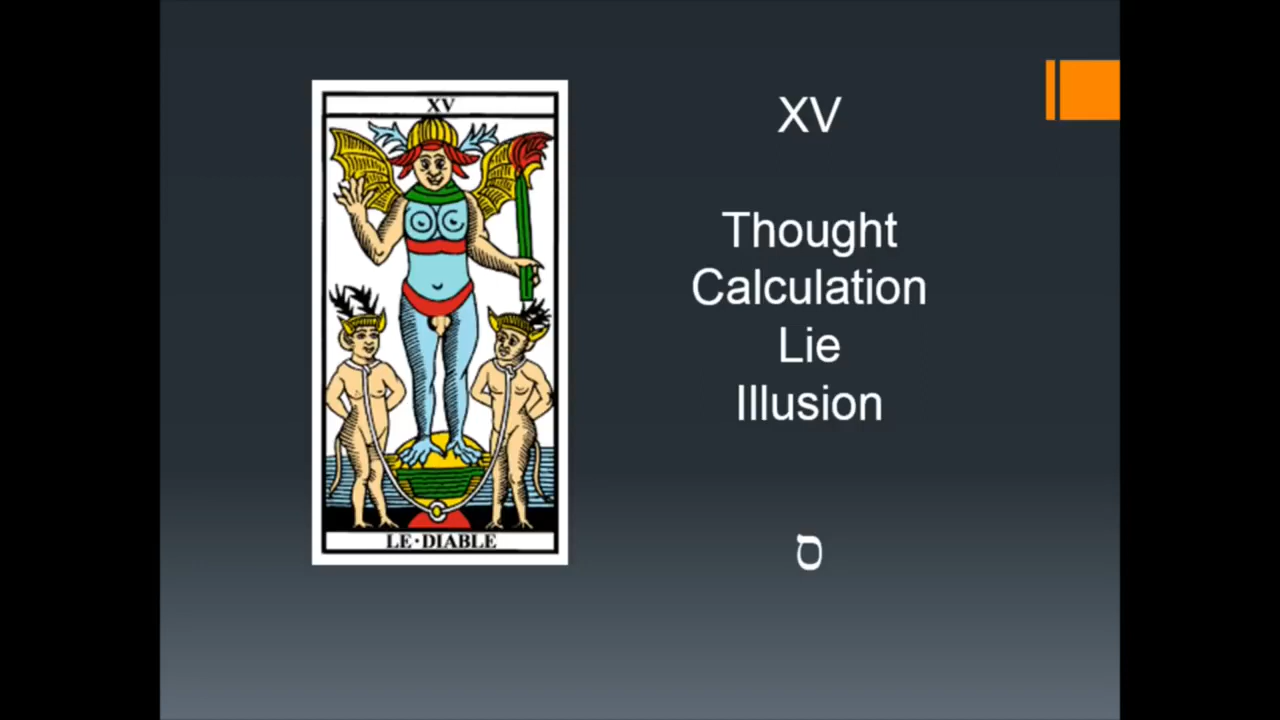 XV
LE·DIABLE
XV
Thought
Calculation
Lie
Illusion
ס